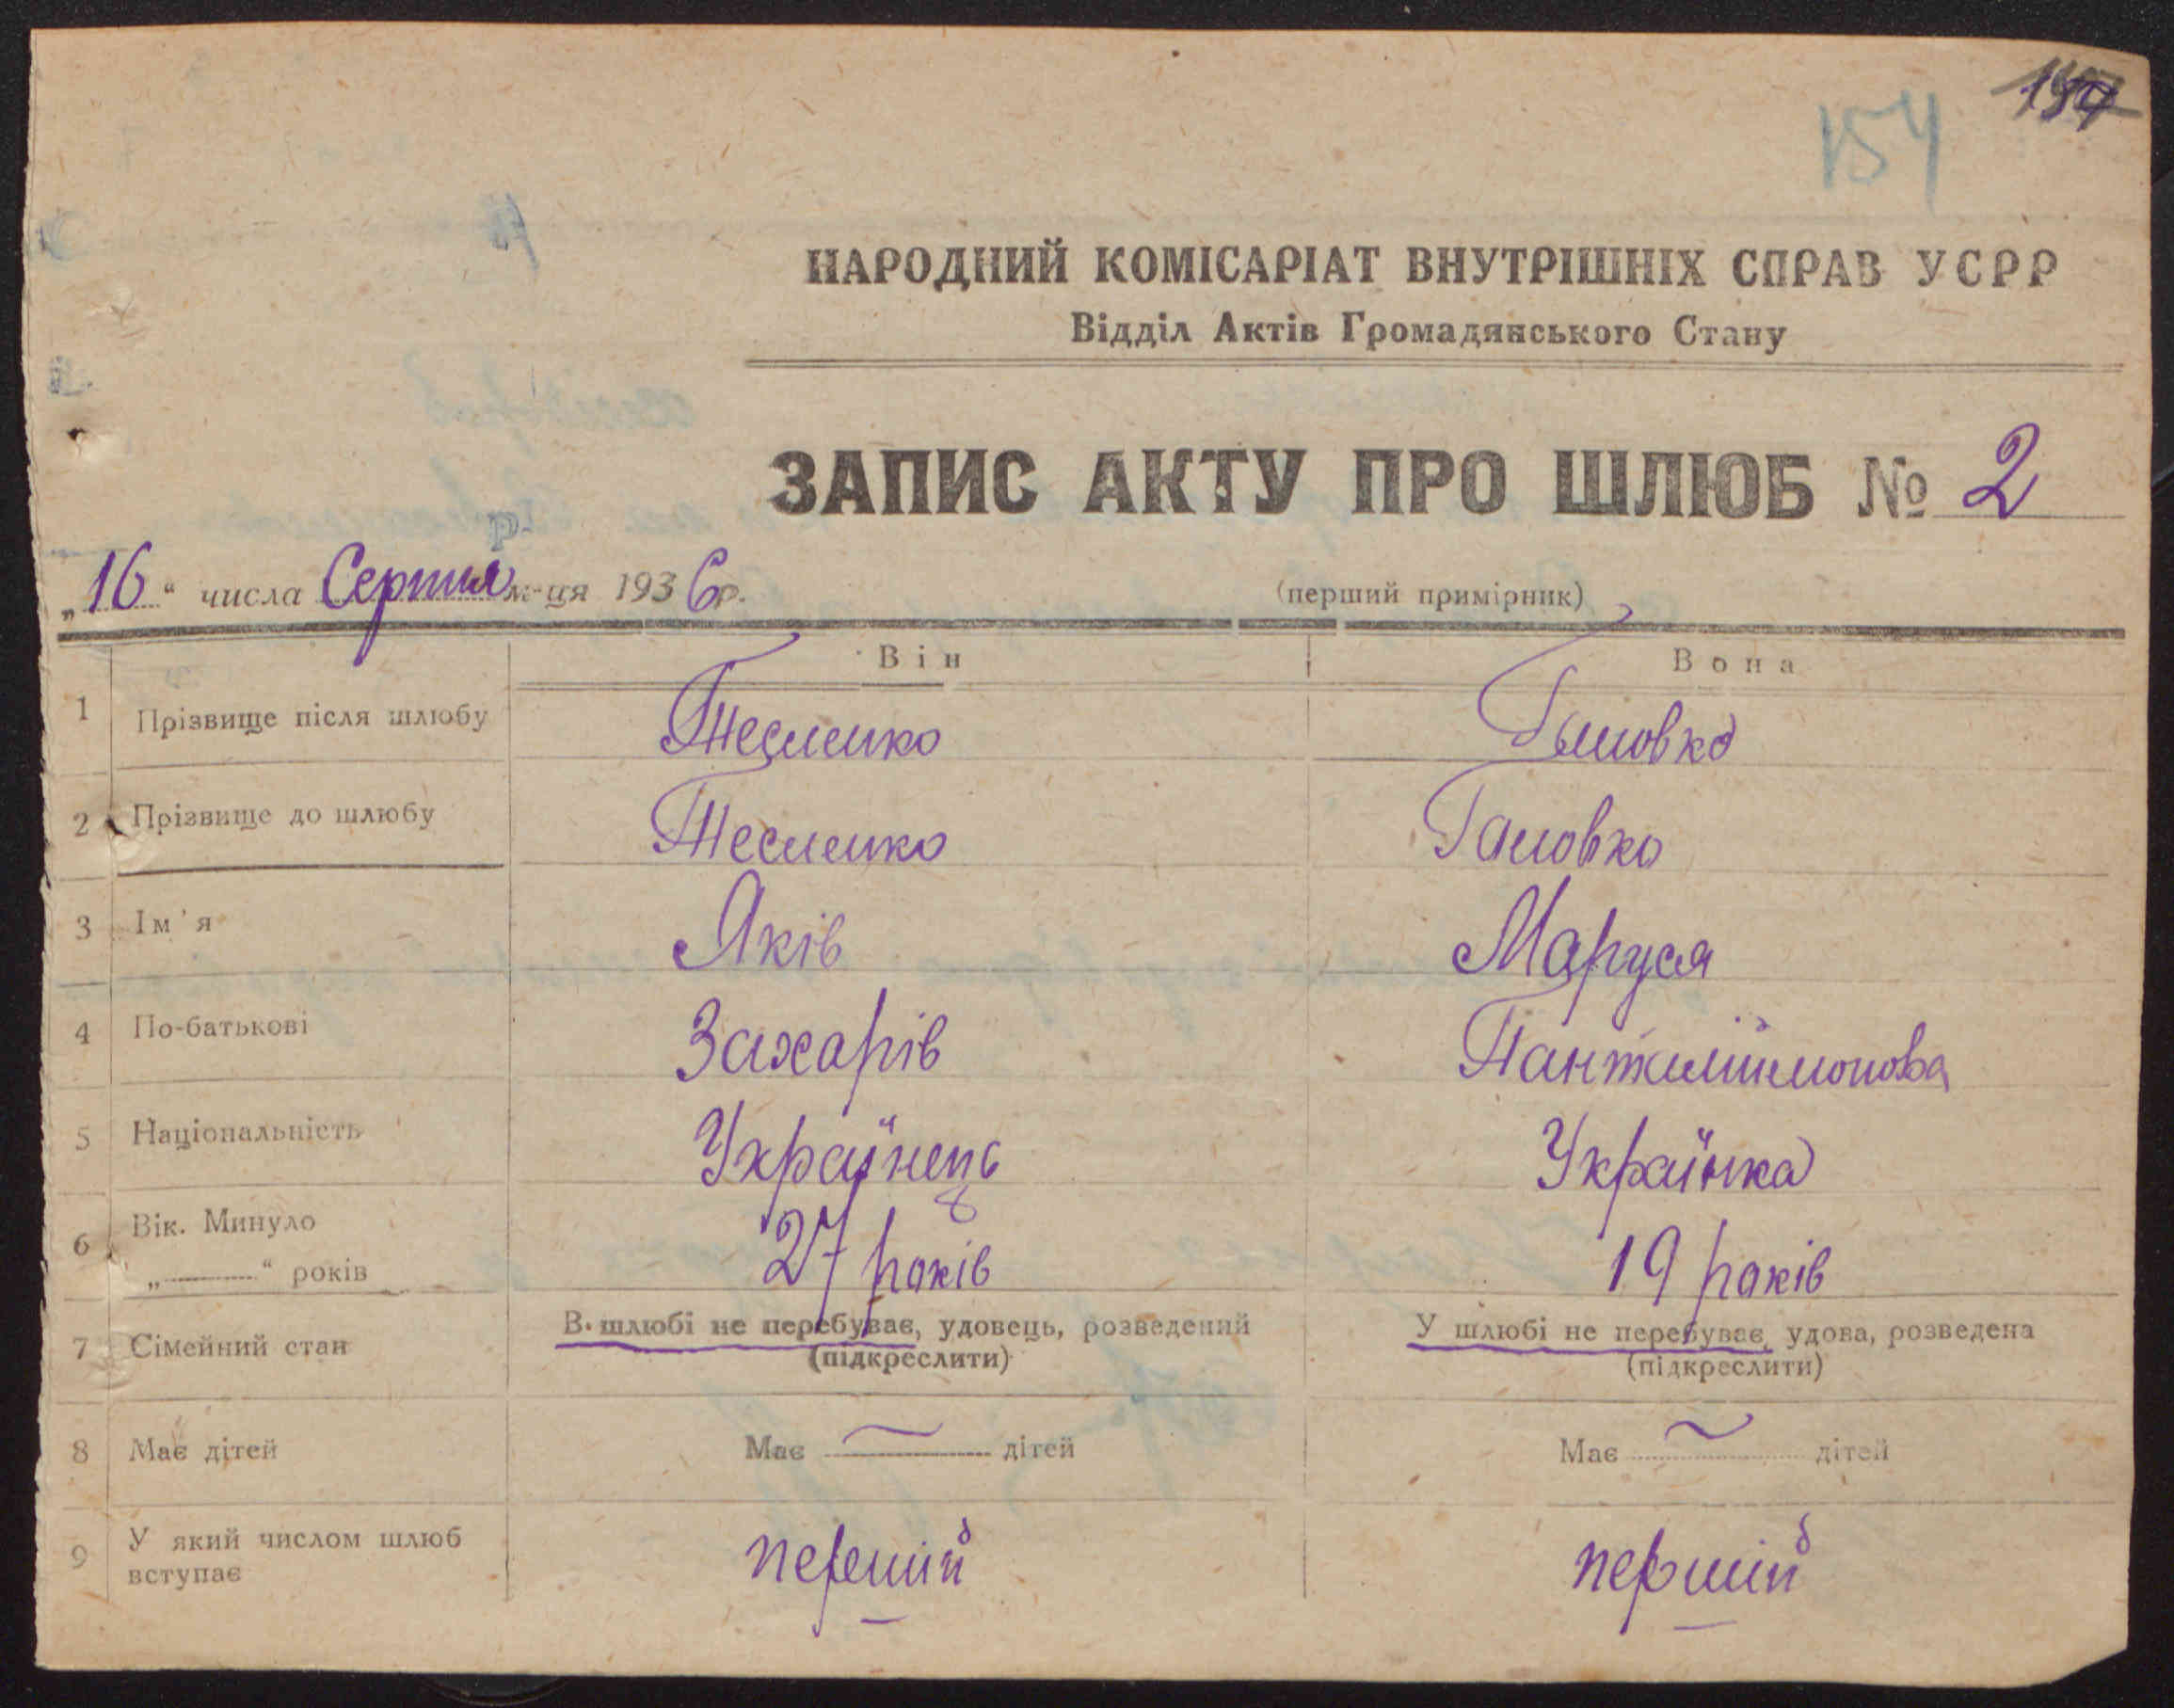 154
НАРОДНИЙ КОМІСАРІАТ ВНУТРІШНІХ СПРАВ УСРР
Відділ Актів Громадянського Стану
ЗАПИС АКТУ ПРО ШЛЮБ № 2
„16“ числа Серпня м-ця 1936 р.
(перший примірник)
Він Вона
1 Прізвище після шлюбу Тесленко
2 Прізвище до шлюбу Тесленко Галовко
3 Ім'я Яків Маруся
4 По-батькові Захарів
5 Національність Українець Українка
6 Вік. Минуло
„ “ років 27 років 19 років
7 Сімейний стан В шлюбі не перебуває, удовець, розведений У шлюбі не перебуває, удова, розведена
(підкреслити) (підкреслити)
8 Має дітей Має — дітей Має — дітей
9 У який числом шлюб
вступає перший перший